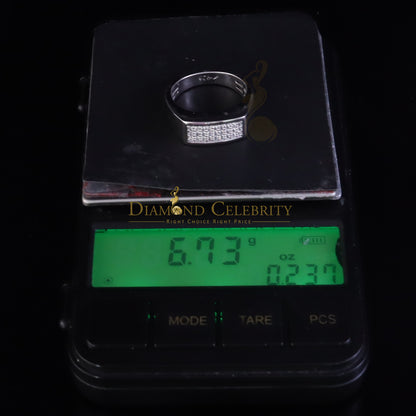 DIAMOND CELEBRITY
RIGHT CHOICE RIGHT PRICE
6.73 g
oz
0.237
MODE TARE PCS